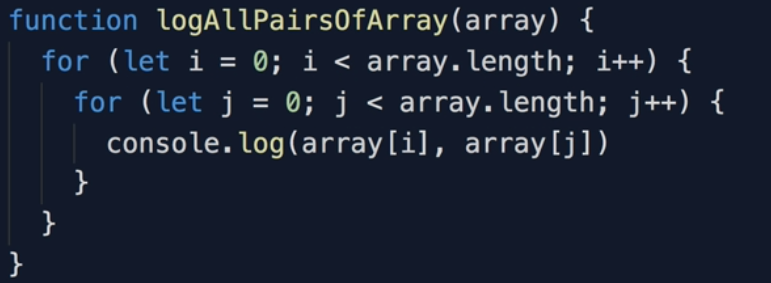 function logAllPairsOfArray(array) {
  for (let i = 0; i < array.length; i++) {
    for (let j = 0; j < array.length; j++) {
      console.log(array[i], array[j])
    }
  }
}